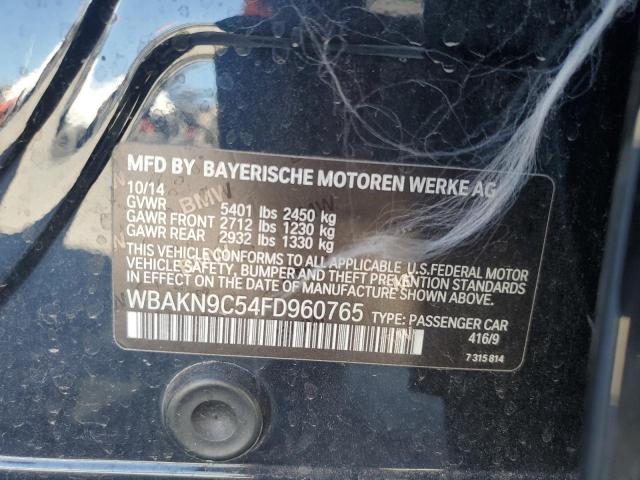 MFD BY BAYERISCHE MOTOREN WERKE AG
10/14
GVWR 5401 lbs 2450 kg
GAWR FRONT 2712 lbs 1230 kg
GAWR REAR 2932 lbs 1330 kg
THIS VEHICLE CONFORMS TO ALL APPLICABLE U.S.FEDERAL MOTOR
VEHICLE SAFETY, BUMPER AND THEFT PREVENTION STANDARDS
IN EFFECT ON THE DATE OF MANUFACTURE SHOWN ABOVE.
WBAKN9C54FD960765 TYPE: PASSENGER CAR
416/9
7 315 814